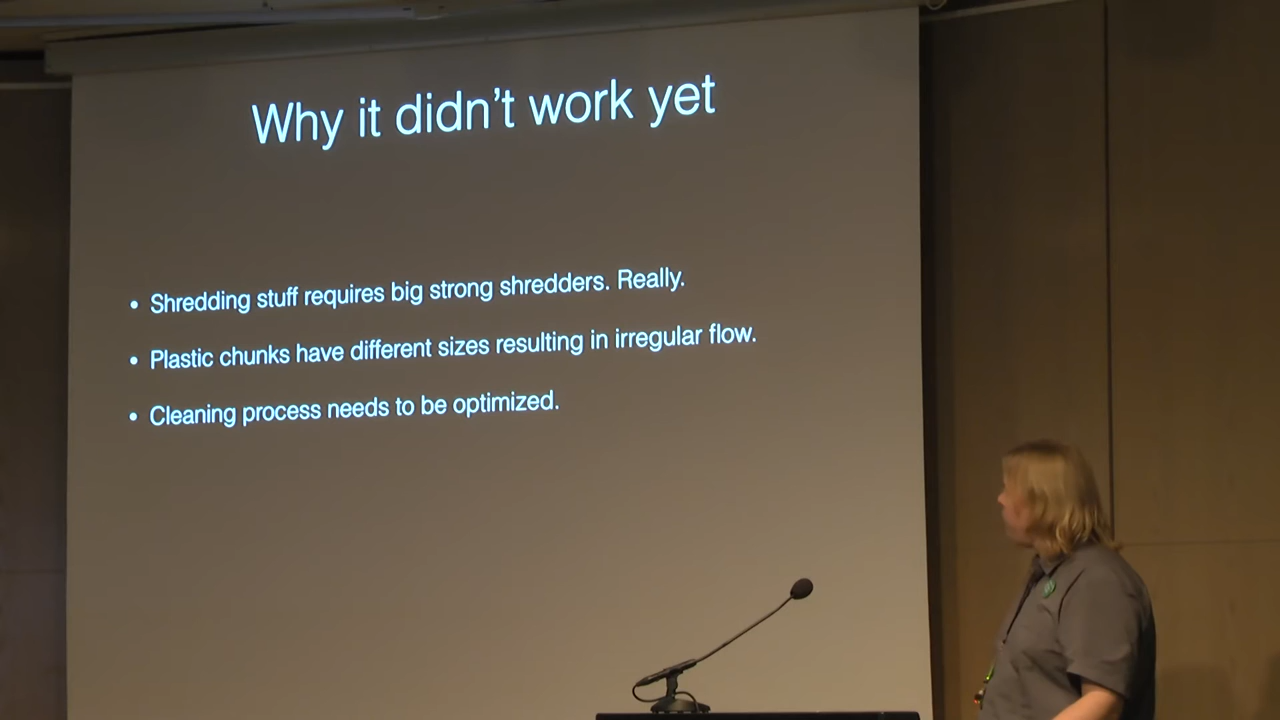 Why it didn't work yet
• Shredding stuff requires big strong shredders. Really.
• Plastic chunks have different sizes resulting in irregular flow.
• Cleaning process needs to be optimized.